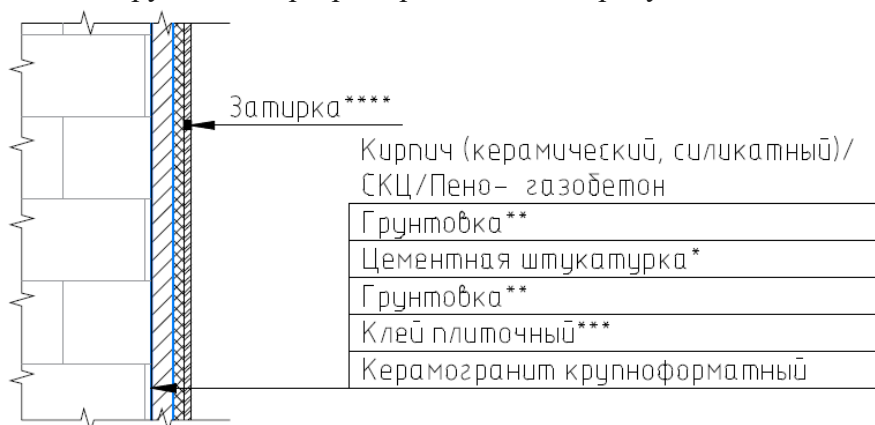 Затирка****
Кирпич (керамический, силикатный)/
СКЦ/Пено- газобетон
Грунтовка**
Цементная штукатурка*
Грунтовка**
Клей плиточный***
Керамогранит крупноформатный